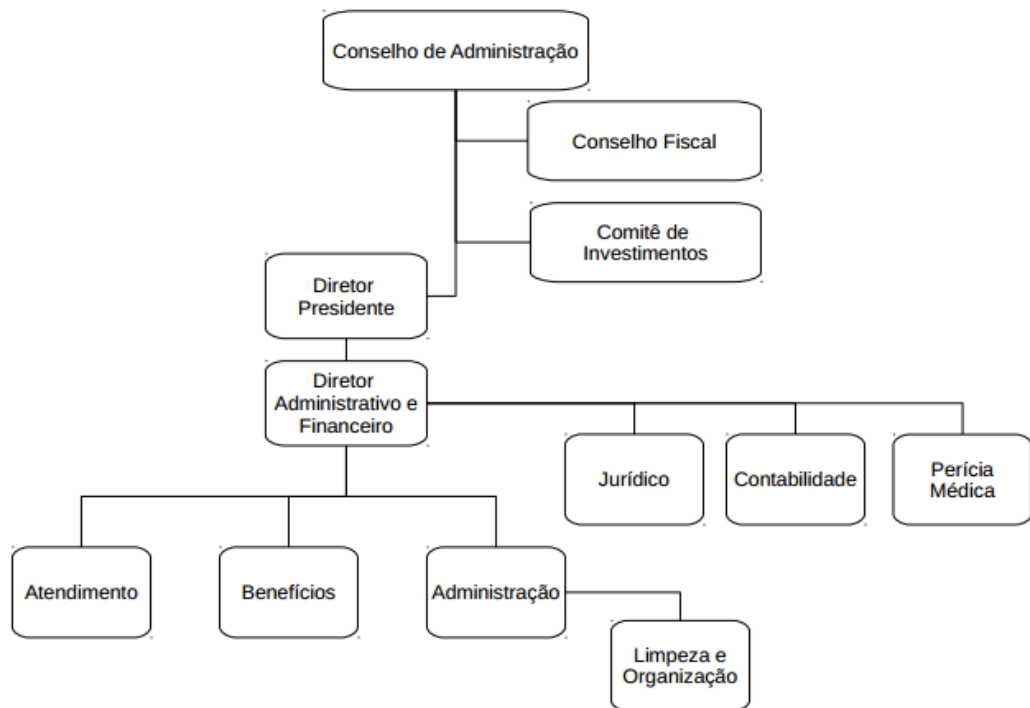 Conselho de Administração
Conselho Fiscal
Comitê de
Investimentos
Diretor
Presidente
Diretor
Administrativo e
Financeiro
Jurídico
Contabilidade
Perícia
Médica
Atendimento
Benefícios
Administração
Limpeza e
Organização